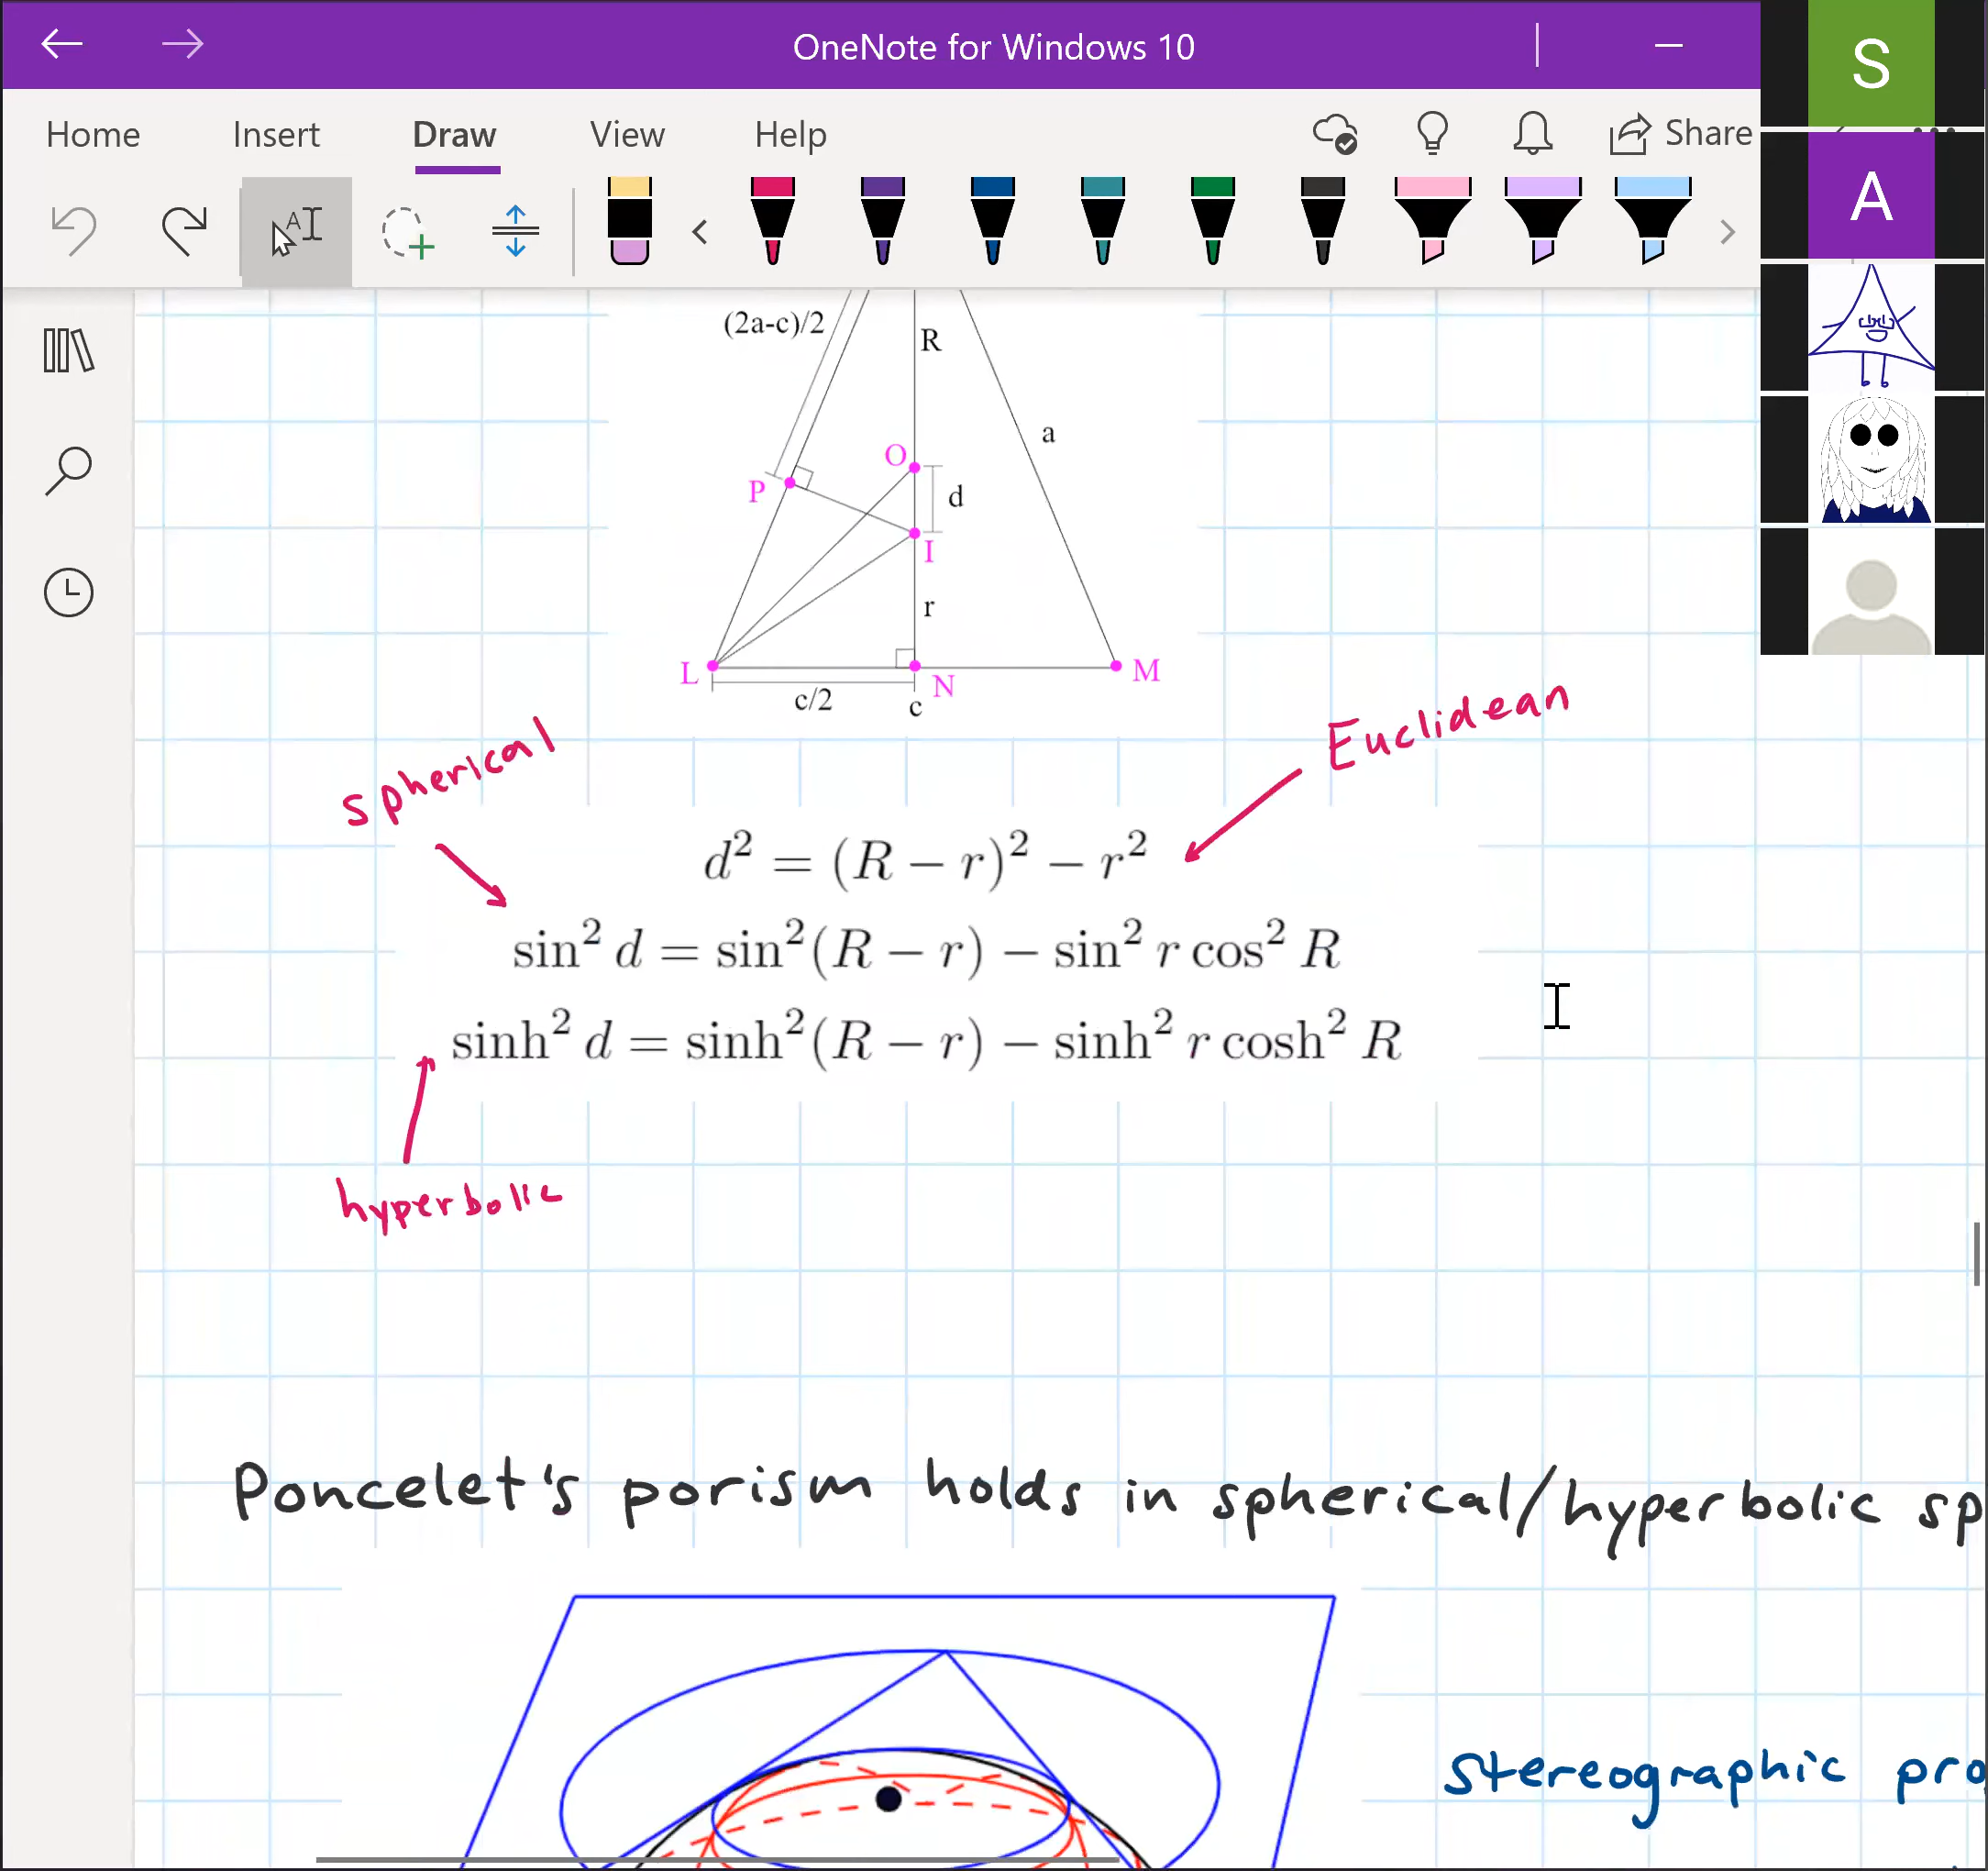 OneNote for Windows 10
S
Home Insert Draw View Help Share
A
(2a-c)/2
R
a
O
P
d
I
r
L
N
M
c/2
c
Euclidean
spherical
d² = (R − r)² − r²
sin² d = sin²(R − r) − sin² r cos² R
sinh² d = sinh²(R − r) − sinh² r cosh² R
hyperbolic
Poncelet's porism holds in spherical/hyperbolic sp
stereographic pro